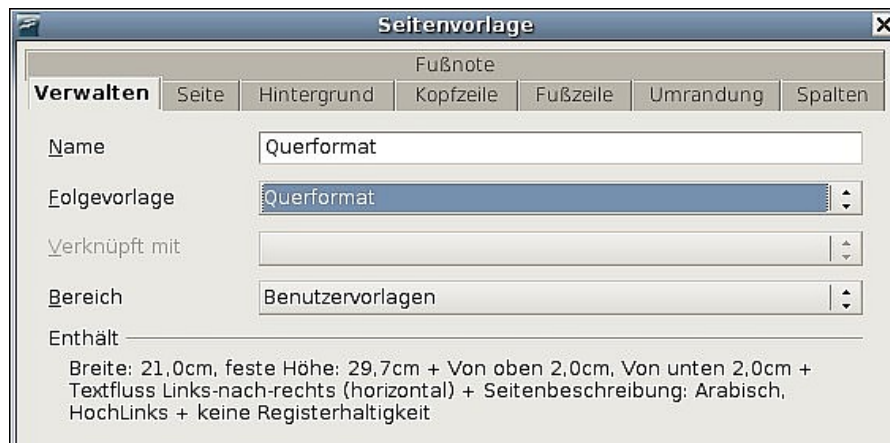 Seitenvorlage
Fußnote
Verwalten Seite Hintergrund Kopfzeile Fußzeile Umrandung Spalten
Name Querformat
Folgevorlage Querformat
Verknüpft mit
Bereich Benutzervorlagen
Enthält
Breite: 21,0cm, feste Höhe: 29,7cm + Von oben 2,0cm, Von unten 2,0cm +
Textfluss Links-nach-rechts (horizontal) + Seitenbeschreibung: Arabisch,
HochLinks + keine Registerhaltigkeit